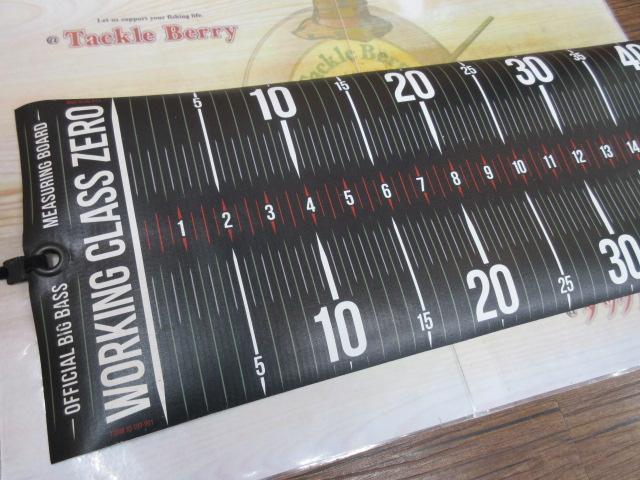 Let us support your fishing life.
@ Tackle Berry
Tackle Berry
OFFICIAL BIG BASS MEASURING BOARD
WORKING CLASS ZERO
5 10 15 20 25 30 35 40
1 2 3 4 5 6 7 8 9 10 11 12 13 14
5 10 15 20 25 30